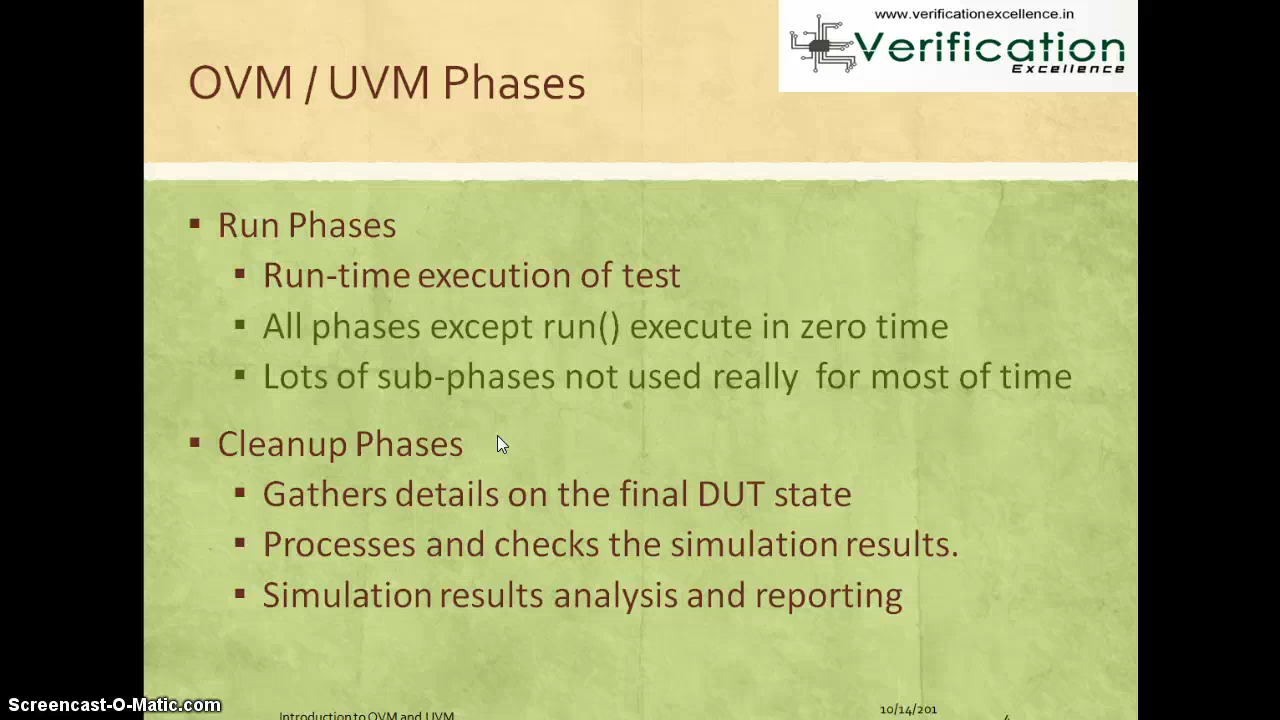 www.verificationexcellence.in
Verification
Excellence
OVM / UVM Phases
▪ Run Phases
▪ Run-time execution of test
▪ All phases except run() execute in zero time
▪ Lots of sub-phases not used really for most of time
▪ Cleanup Phases
▪ Gathers details on the final DUT state
▪ Processes and checks the simulation results.
▪ Simulation results analysis and reporting
Screencast-O-Matic.com
Introduction to OVM and UVM
10/14/201
4